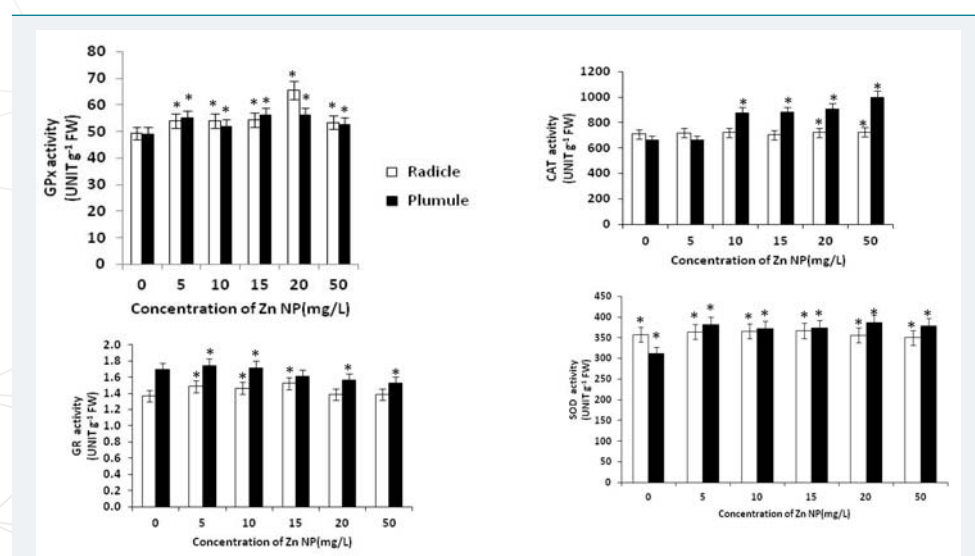 80
70
60
50
40
30
20
10
0
GPx activity
(UNIT g-1 FW)
* * * * * * * * * *
0 5 10 15 20 50
Concentration of Zn NP(mg/L)
Radicle
Plumule
1200
1000
800
600
400
200
0
CAT activity
(UNIT g-1 FW)
* * * * * *
0 5 10 15 20 50
Concentration of Zn NP(mg/L)
2.0
1.8
1.6
1.4
1.2
1.0
0.8
0.6
0.4
0.2
0.0
GR activity
(UNIT g-1 FW)
* * * * * * *
0 5 10 15 20 50
Concentration of Zn NP(mg/L)
450
400
350
300
250
200
150
100
50
0
SOD activity
(UNIT g-1 FW)
* * * * * * * * * * * *
0 5 10 15 20 50
Concentration of Zn NP(mg/L)